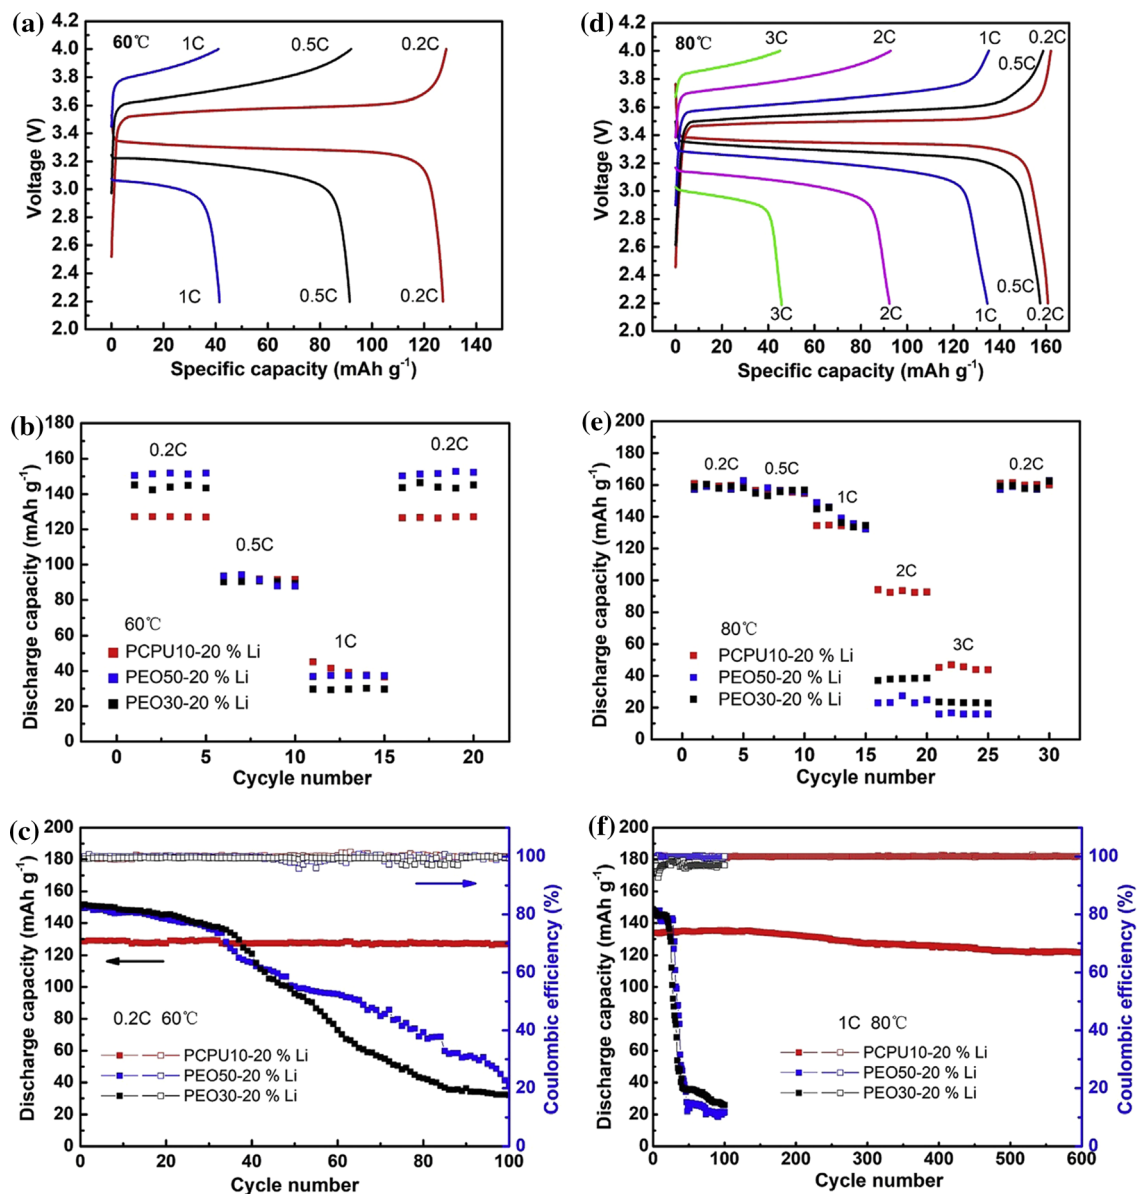 (a)
4.2
4.0
3.8
3.6
3.4
3.2
3.0
2.8
2.6
2.4
2.2
2.0
Voltage (V)
60℃
1C
0.5C
0.2C
1C
0.5C
0.2C
0 20 40 60 80 100 120 140
Specific capacity (mAh g⁻¹)
(d)
4.2
4.0
3.8
3.6
3.4
3.2
3.0
2.8
2.6
2.4
2.2
2.0
Voltage (V)
80℃
3C
2C
1C
0.2C
0.5C
3C
2C
1C
0.5C
0.2C
0 20 40 60 80 100 120 140 160
Specific capacity (mAh g⁻¹)
(b)
180
160
140
120
100
80
60
40
20
0
Discharge capacity (mAh g⁻¹)
0.2C
0.5C
1C
0.2C
60℃
PCPU10-20 % Li
PEO50-20 % Li
PEO30-20 % Li
0 5 10 15 20
Cycyle number
(e)
200
180
160
140
120
100
80
60
40
20
0
Discharge capacity (mAh g⁻¹)
0.2C
0.5C
1C
2C
3C
0.2C
80℃
PCPU10-20 % Li
PEO50-20 % Li
PEO30-20 % Li
0 5 10 15 20 25 30
Cycyle number
(c)
200
180
160
140
120
100
80
60
40
20
0
Discharge capacity (mAh g⁻¹)
0.2C 60℃
PCPU10-20 % Li
PEO50-20 % Li
PEO30-20 % Li
100
80
60
40
20
0
Coulombic efficiency (%)
0 20 40 60 80 100
Cycle number
(f)
200
180
160
140
120
100
80
60
40
20
0
Discharge capacity (mAh g⁻¹)
1C 80℃
PCPU10-20 % Li
PEO50-20 % Li
PEO30-20 % Li
100
80
60
40
20
0
Coulombic efficiency (%)
0 100 200 300 400 500 600
Cycle number